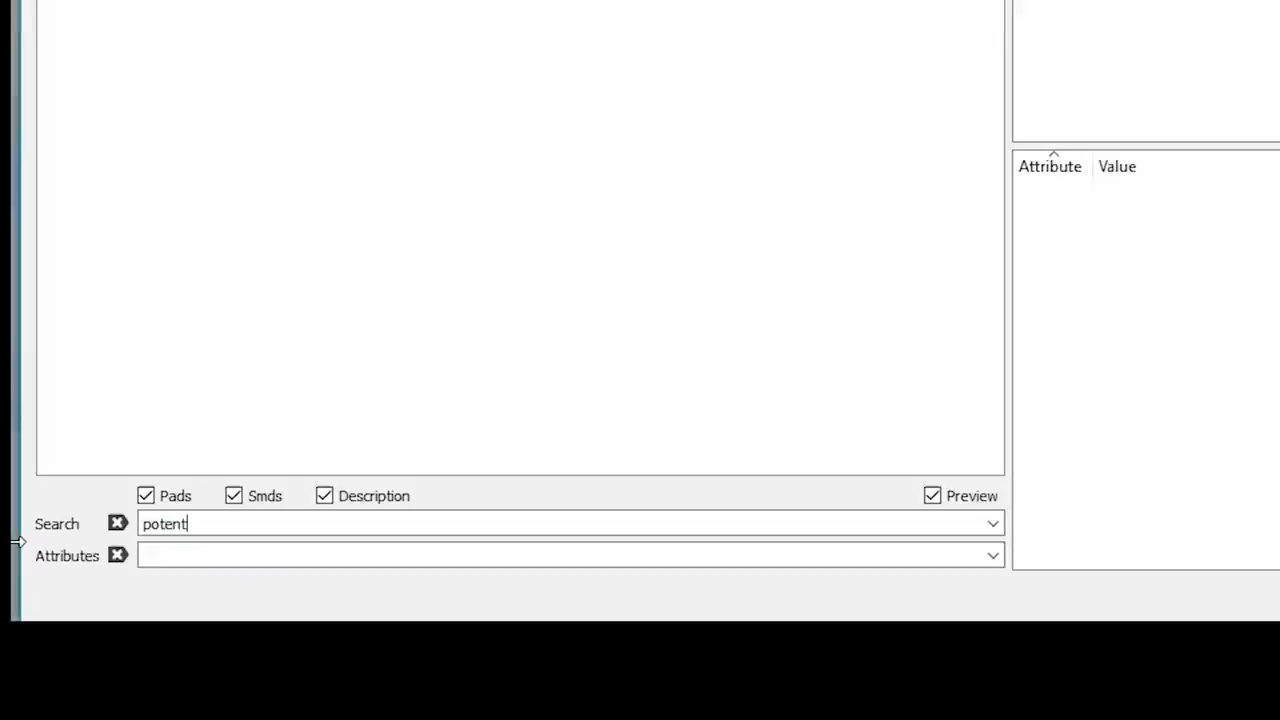 Attribute Value
Pads Smds Description Preview
Search potent
Attributes